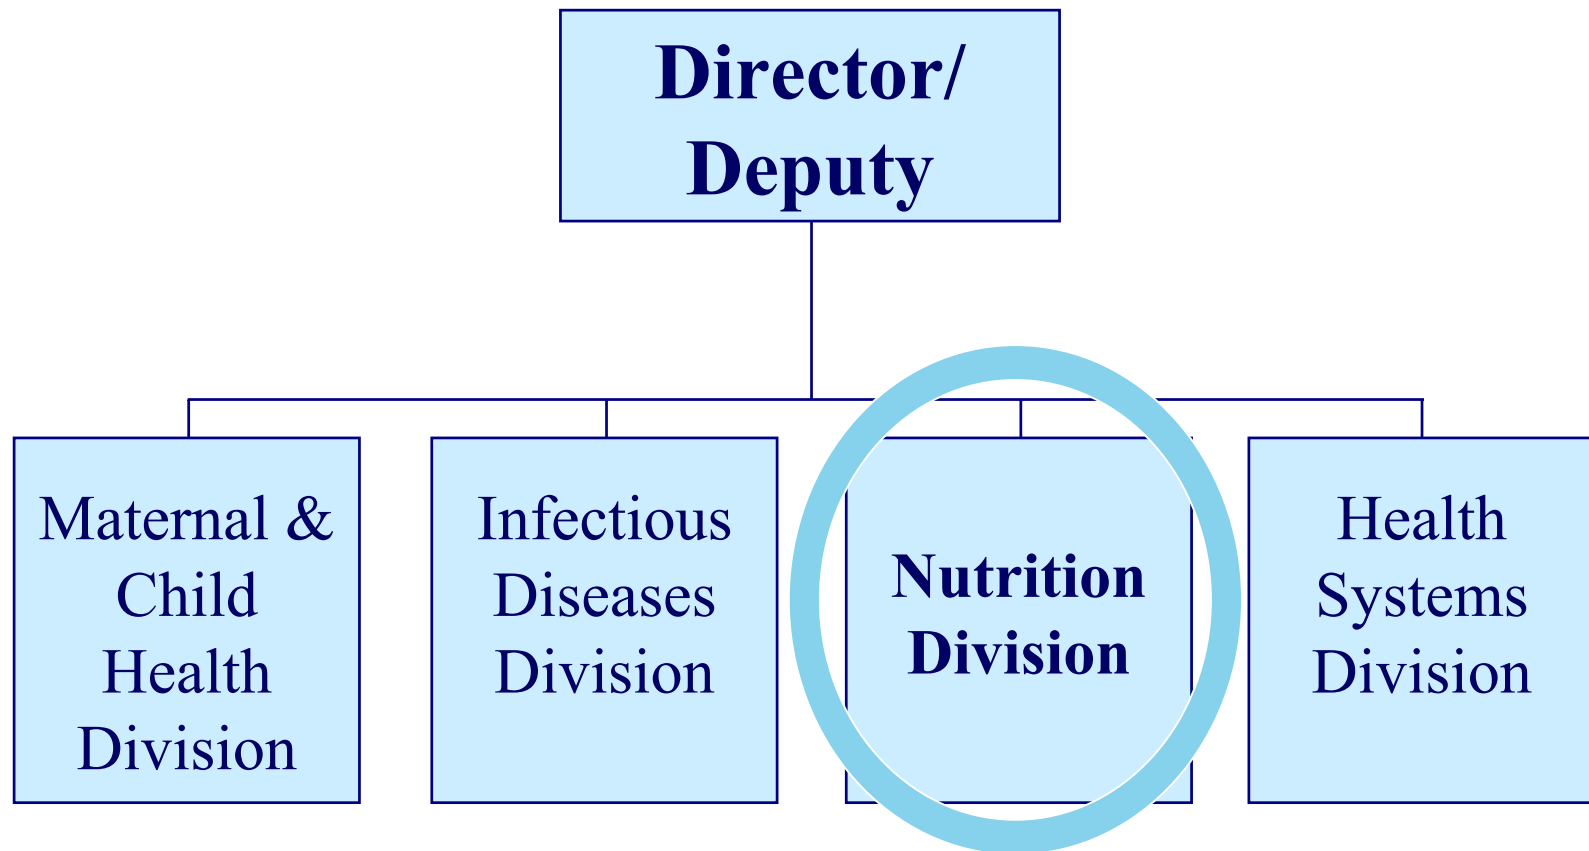 Director/
Deputy
Maternal &
Child
Health
Division
Infectious
Diseases
Division
Nutrition
Division
Health
Systems
Division